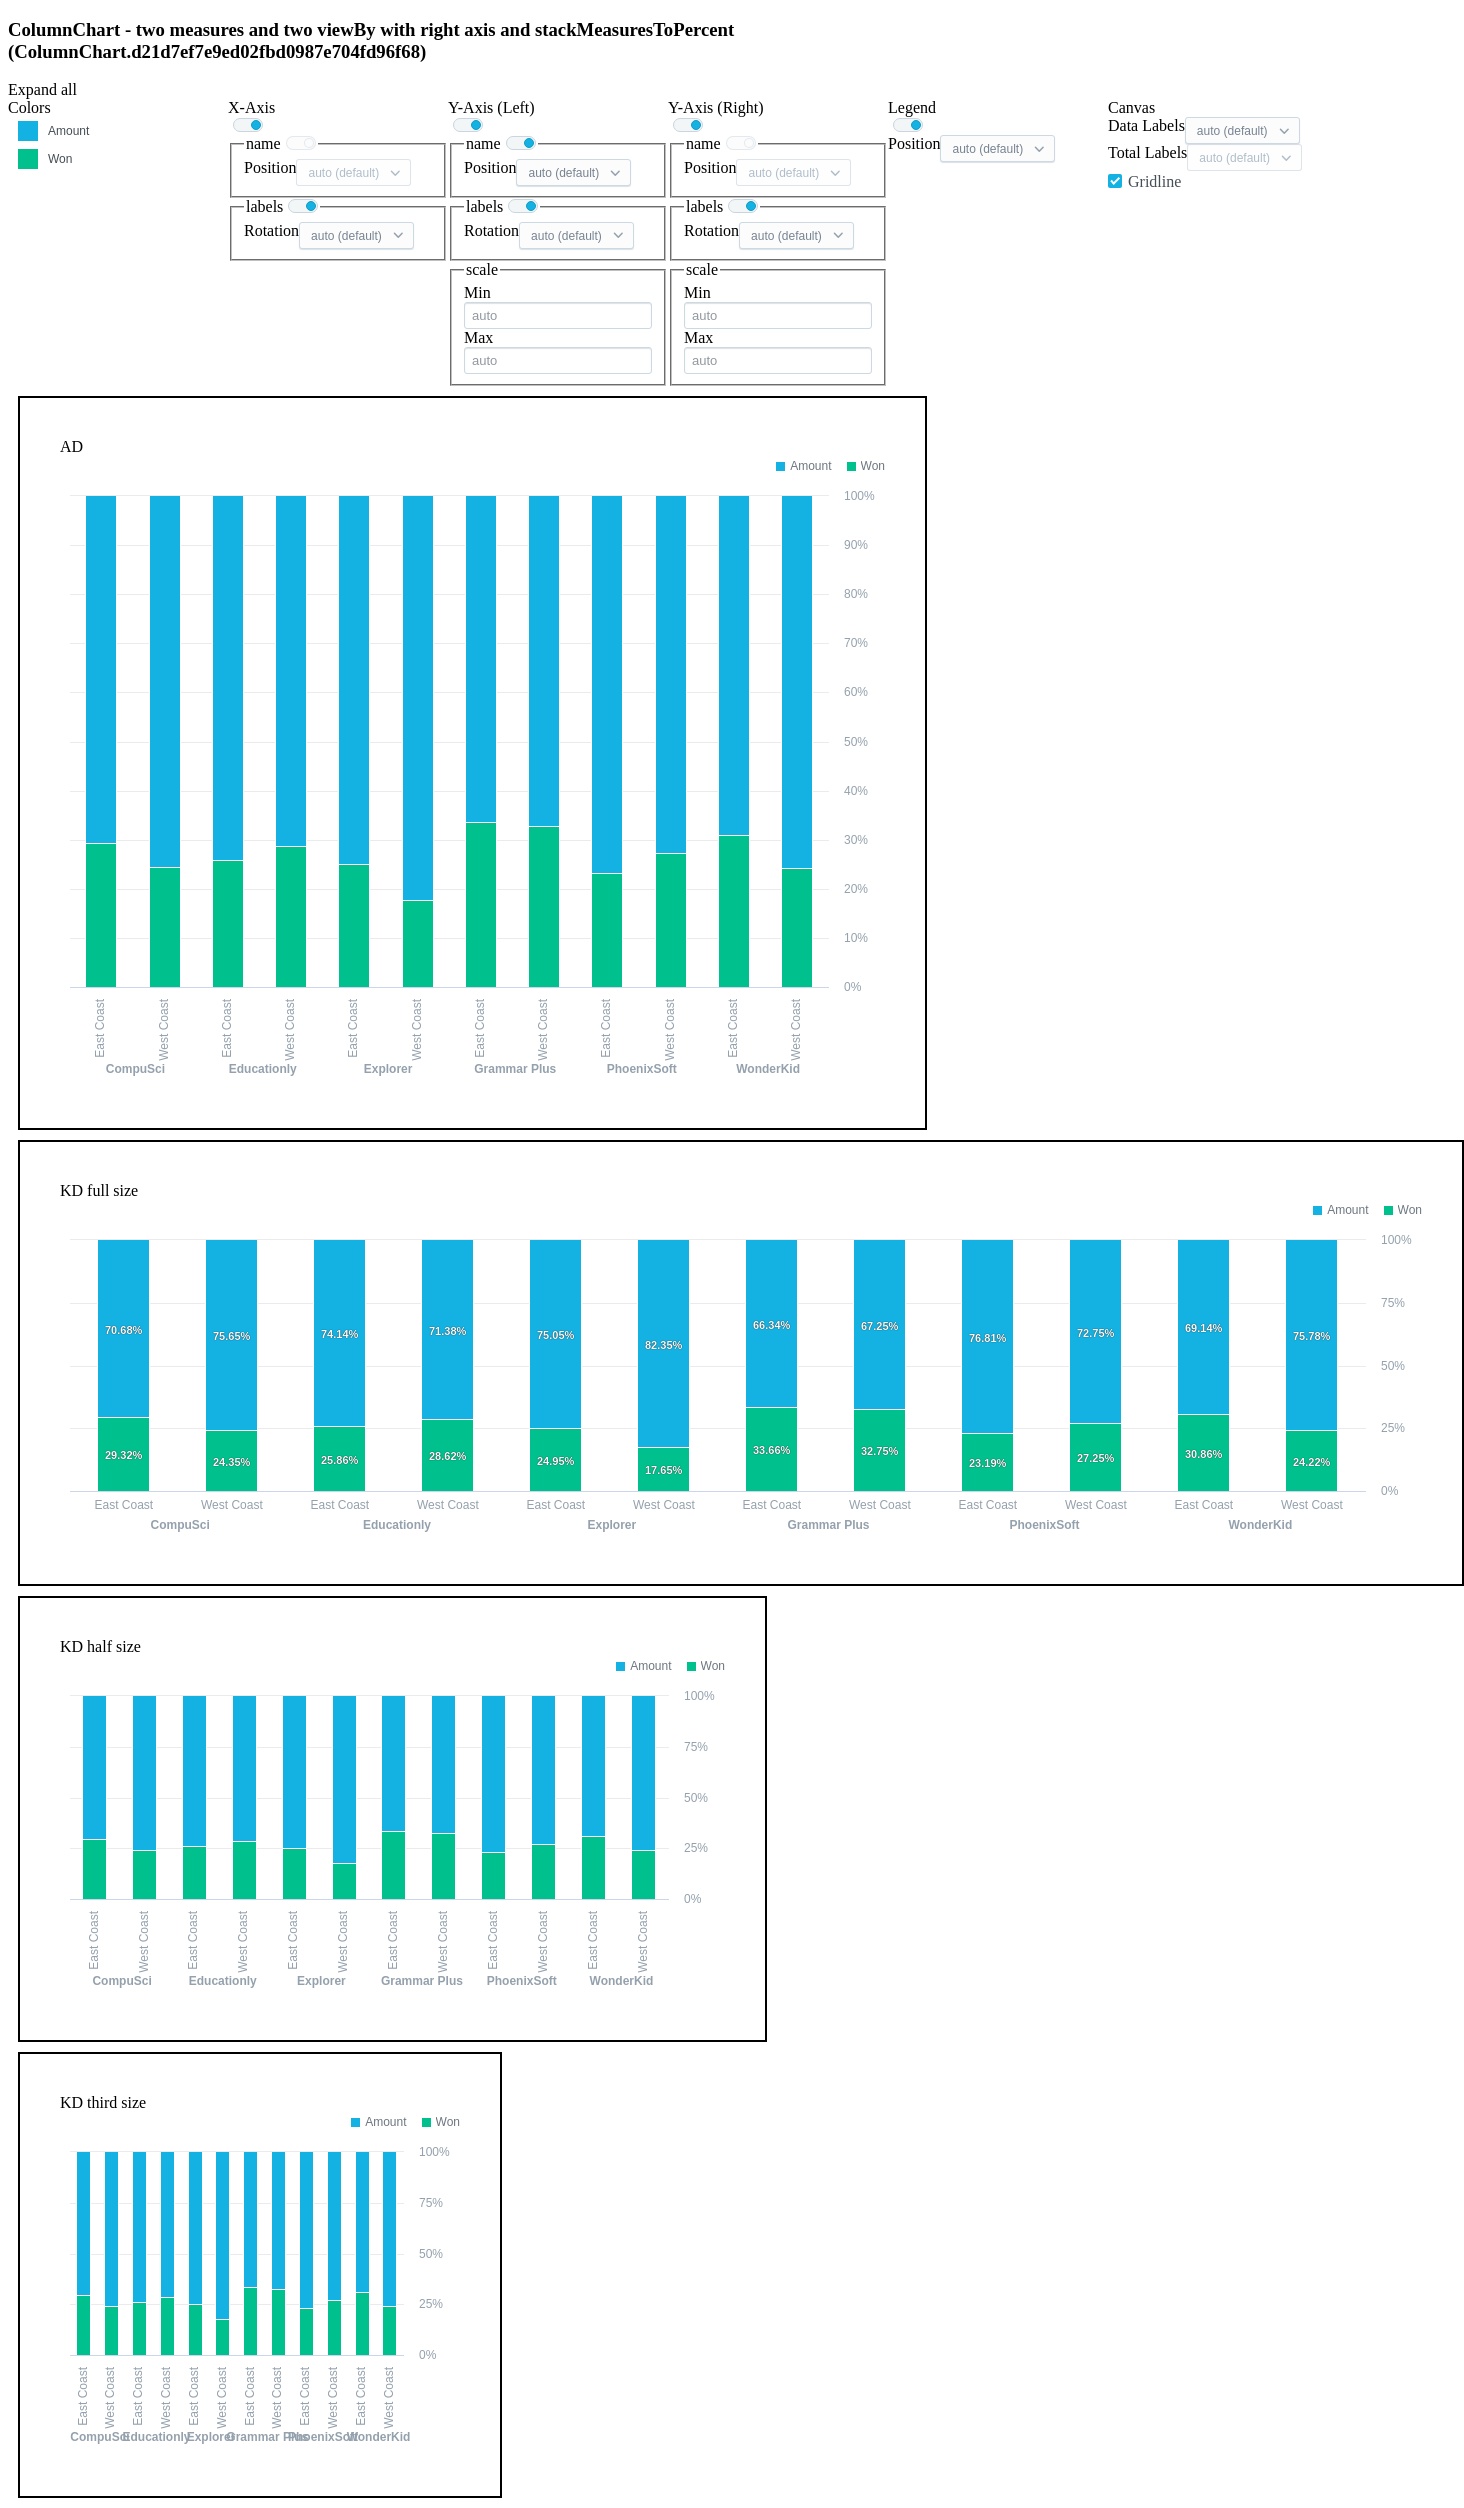 ColumnChart - two measures and two viewBy with right axis and stackMeasuresToPercent
(ColumnChart.d21d7ef7e9ed02fbd0987e704fd96f68)
Expand all
Colors
Amount
Won
X-Axis
name
Position auto (default)
labels
Rotation auto (default)
Y-Axis (Left)
name
Position auto (default)
labels
Rotation auto (default)
scale
Min
auto
Max
auto
Y-Axis (Right)
name
Position auto (default)
labels
Rotation auto (default)
scale
Min
auto
Max
auto
Legend
Position auto (default)
Canvas
Data Labels auto (default)
Total Labels auto (default)
Gridline
AD
Amount Won
100%
90%
80%
70%
60%
50%
40%
30%
20%
10%
0%
East Coast West Coast East Coast West Coast East Coast West Coast East Coast West Coast East Coast West Coast East Coast West Coast
CompuSci Educationly Explorer Grammar Plus PhoenixSoft WonderKid
KD full size
Amount Won
100%
75%
50%
25%
0%
70.68% 75.65% 74.14% 71.38% 75.05% 82.35% 66.34% 67.25% 76.81% 72.75% 69.14% 75.78%
29.32% 24.35% 25.86% 28.62% 24.95% 17.65% 33.66% 32.75% 23.19% 27.25% 30.86% 24.22%
East Coast West Coast East Coast West Coast East Coast West Coast East Coast West Coast East Coast West Coast East Coast West Coast
CompuSci Educationly Explorer Grammar Plus PhoenixSoft WonderKid
KD half size
Amount Won
100%
75%
50%
25%
0%
East Coast West Coast East Coast West Coast East Coast West Coast East Coast West Coast East Coast West Coast East Coast West Coast
CompuSci Educationly Explorer Grammar Plus PhoenixSoft WonderKid
KD third size
Amount Won
100%
75%
50%
25%
0%
East Coast West Coast East Coast West Coast East Coast West Coast East Coast West Coast East Coast West Coast East Coast West Coast
CompuSci Educationly Explorer Grammar Plus PhoenixSoft WonderKid